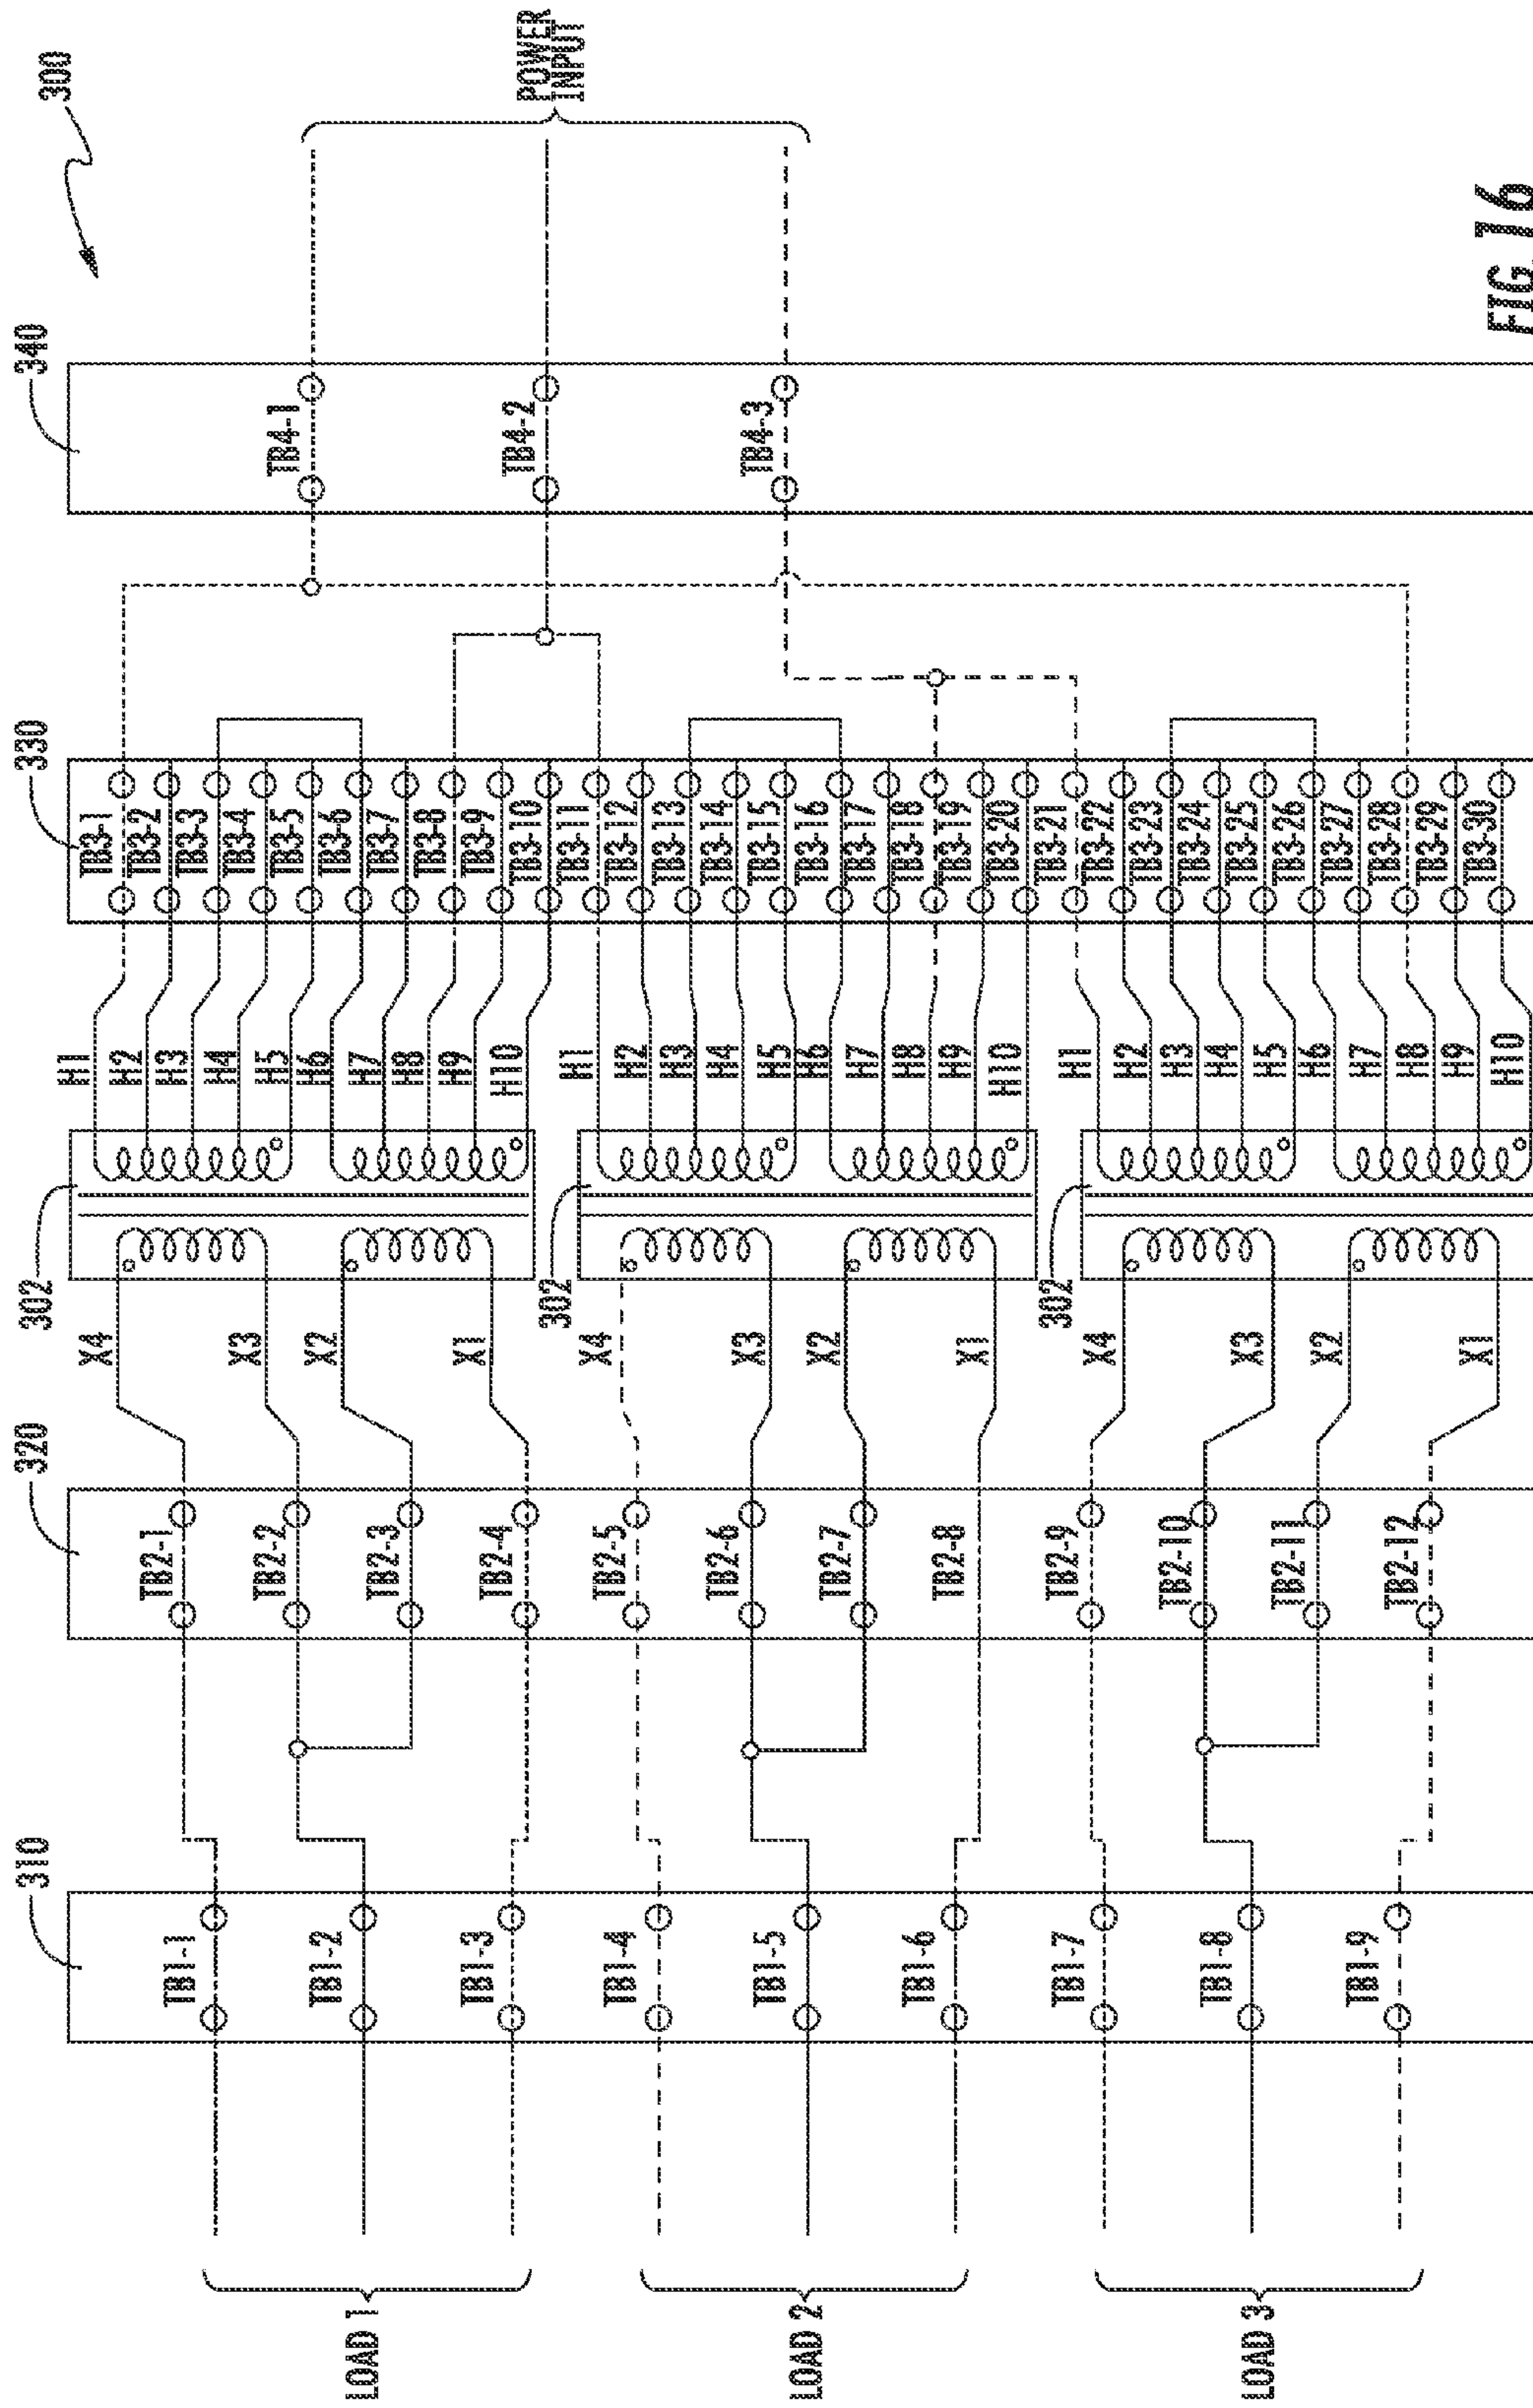 300
340
330
320
310
302
302
302
POWER
INPUT
TB4-1
TB4-2
TB4-3
TB3-1
TB3-2
TB3-3
TB3-4
TB3-5
TB3-6
TB3-7
TB3-8
TB3-9
TB3-10
TB3-11
TB3-12
TB3-13
TB3-14
TB3-15
TB3-16
TB3-17
TB3-18
TB3-19
TB3-20
TB3-21
TB3-22
TB3-23
TB3-24
TB3-25
TB3-26
TB3-27
TB3-28
TB3-29
TB3-30
H1
H2
H3
H4
H5
H6
H7
H8
H9
H10
H1
H2
H3
H4
H5
H6
H7
H8
H9
H10
H1
H2
H3
H4
H5
H6
H7
H8
H9
H10
X4
X3
X2
X1
X4
X3
X2
X1
X4
X3
X2
X1
TB2-1
TB2-2
TB2-3
TB2-4
TB2-5
TB2-6
TB2-7
TB2-8
TB2-9
TB2-10
TB2-11
TB2-12
TB1-1
TB1-2
TB1-3
TB1-4
TB1-5
TB1-6
TB1-7
TB1-8
TB1-9
LOAD 1
LOAD 2
LOAD 3
FIG. 16